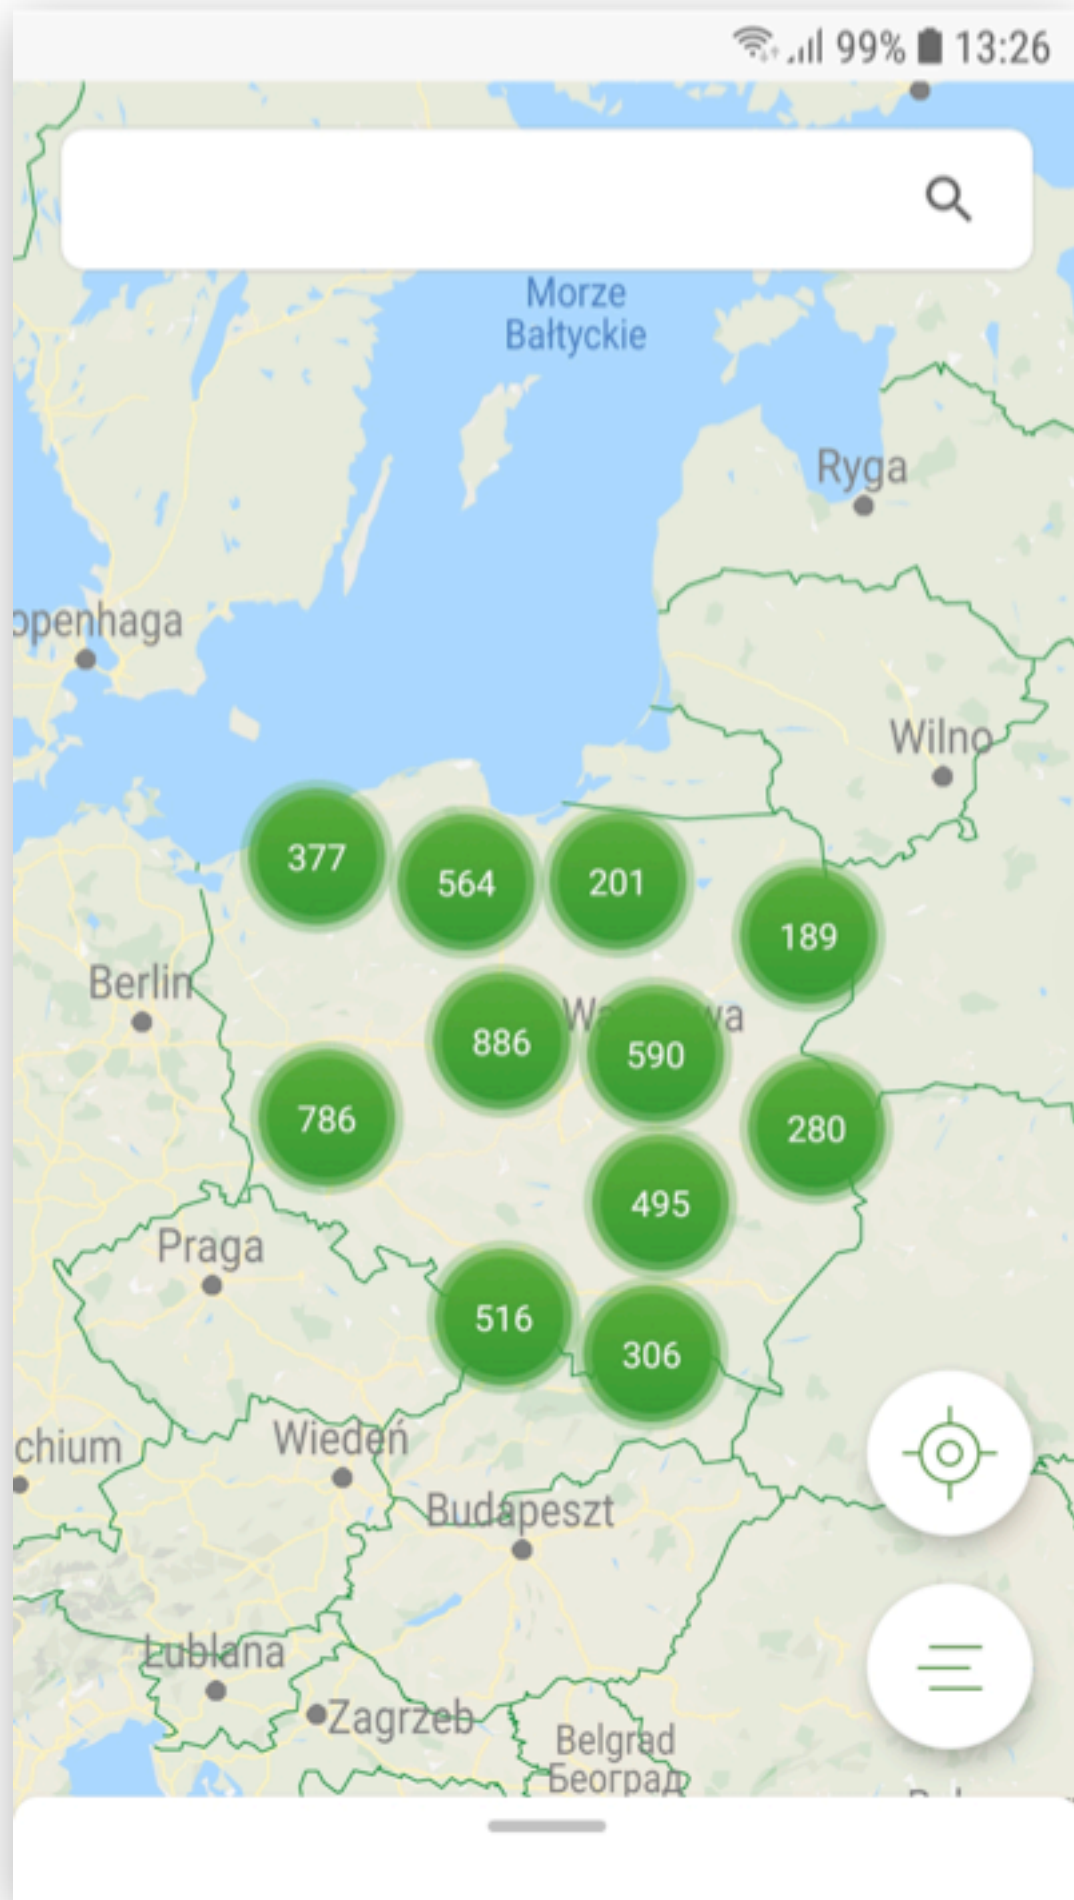 99% 13:26
Morze
Bałtyckie
Ryga
openhaga
Wilno
377
564
201
189
Berlin
886
590
786
280
495
Praga
516
306
chium
Wiedeń
Budapeszt
Lublana
Zagrzeb
Belgrad
Београд